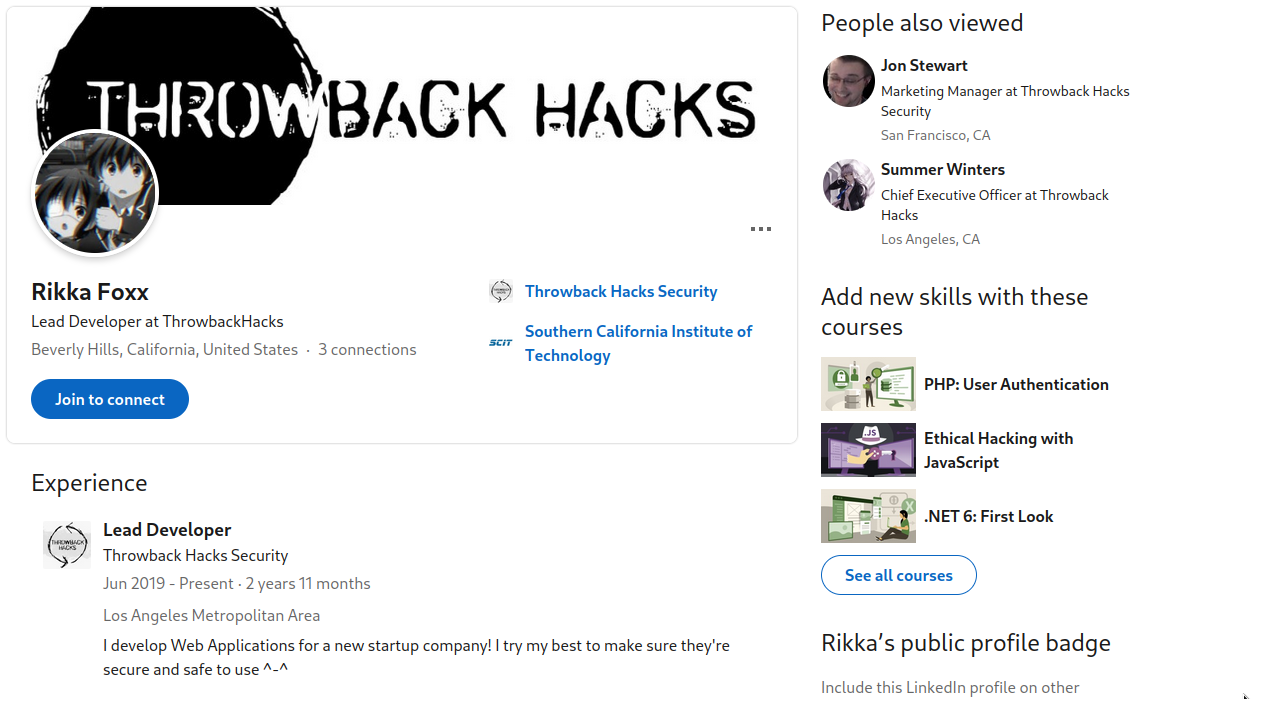 THROWBACK HACKS
Rikka Foxx
Lead Developer at ThrowbackHacks
Beverly Hills, California, United States · 3 connections
Join to connect
THROWBACK
HACKS
Throwback Hacks Security
SCIT
Southern California Institute of
Technology
Experience
THROWBACK
HACKS
Lead Developer
Throwback Hacks Security
Jun 2019 - Present · 2 years 11 months
Los Angeles Metropolitan Area
I develop Web Applications for a new startup company! I try my best to make sure they're
secure and safe to use ^-^
People also viewed
Jon Stewart
Marketing Manager at Throwback Hacks
Security
San Francisco, CA
Summer Winters
Chief Executive Officer at Throwback
Hacks
Los Angeles, CA
Add new skills with these
courses
PHP: User Authentication
.JS
Ethical Hacking with
JavaScript
.NET 6: First Look
See all courses
Rikka’s public profile badge
Include this LinkedIn profile on other